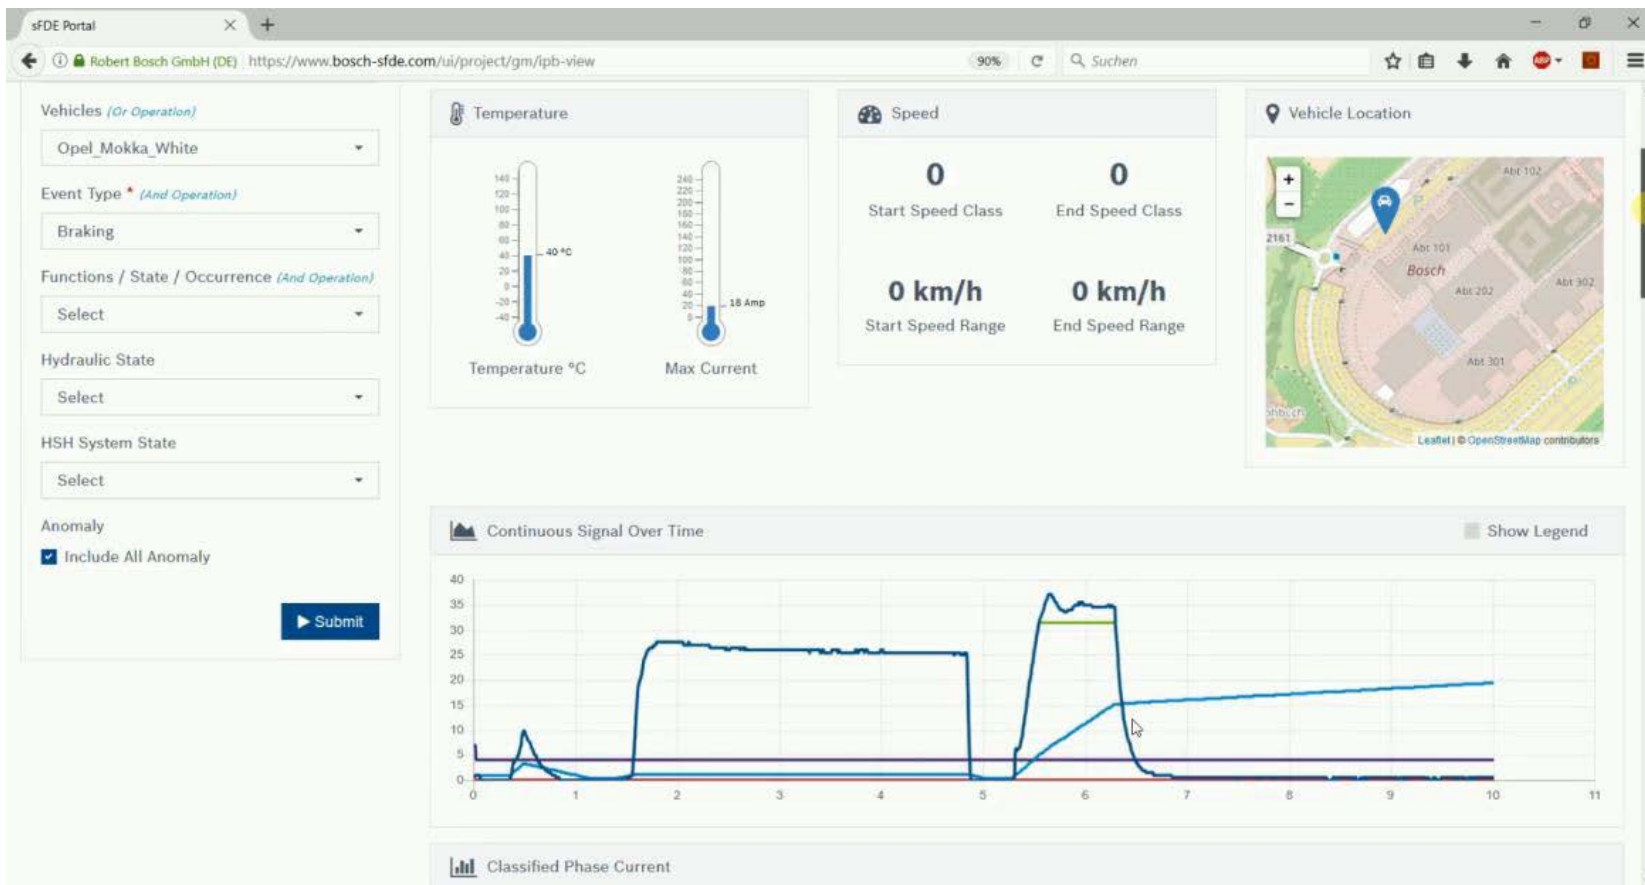 sFDE Portal
Robert Bosch GmbH (DE) https://www.bosch-sfde.com/ui/project/gm/ipb-view 90% Suchen
Vehicles (Or Operation)
Opel_Mokka_White
Event Type * (And Operation)
Braking
Functions / State / Occurrence (And Operation)
Select
Hydraulic State
Select
HSH System State
Select
Anomaly
Include All Anomaly
Submit
Temperature
140
120
100
80
60
40
20
0
-20
-40
40 °C
Temperature °C
240
220
200
180
160
140
120
100
80
60
40
20
0
18 Amp
Max Current
Speed
0
Start Speed Class
0
End Speed Class
0 km/h
Start Speed Range
0 km/h
End Speed Range
Vehicle Location
+
-
Abt 102
P
2161
Abt 101
Bosch
Abt 202
Abt 302
Abt 301
Leaflet | © OpenStreetMap contributors
Continuous Signal Over Time
Show Legend
40
35
30
25
20
15
10
5
0
0 1 2 3 4 5 6 7 8 9 10 11
Classified Phase Current